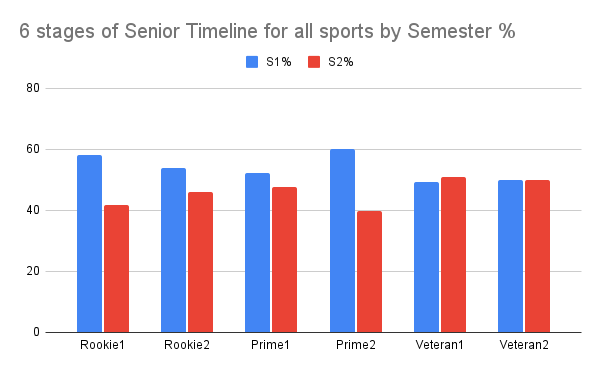 6 stages of Senior Timeline for all sports by Semester %
S1% S2%
80
60
40
20
0
Rookie1 Rookie2 Prime1 Prime2 Veteran1 Veteran2